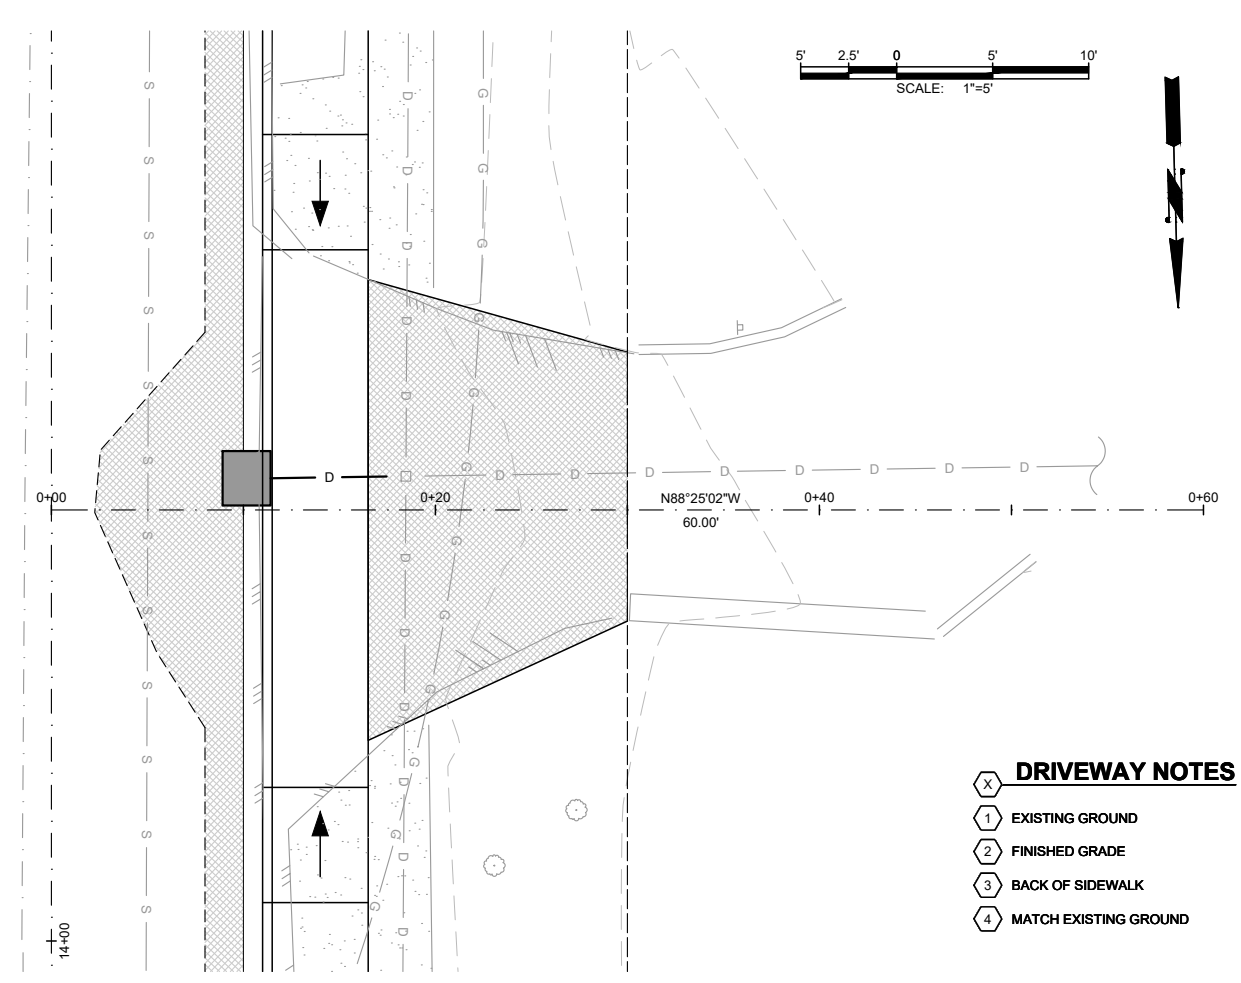 5' 2.5' 0 5' 10'
SCALE: 1"=5'
S G D G
S D G
S D G
S D G
S D G
S D G
D D D D D D D D D
0+00 0+20 N88°25'02"W 0+40 0+60
60.00'
S D G
S D G
S D G
S D G
S D G
S D G
14+00
X DRIVEWAY NOTES
1 EXISTING GROUND
2 FINISHED GRADE
3 BACK OF SIDEWALK
4 MATCH EXISTING GROUND